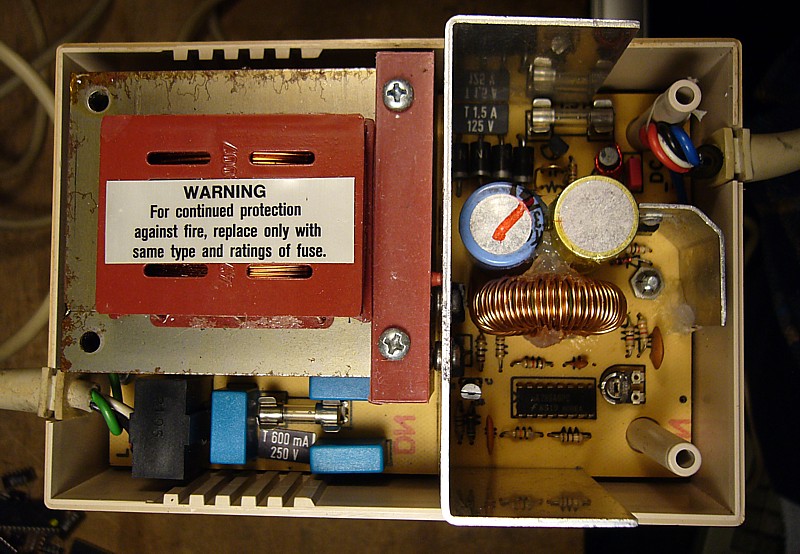 WARNING
For continued protection
against fire, replace only with
same type and ratings of fuse.
T 1.5 A
125 V
DC
T 600 mA
250 V
L